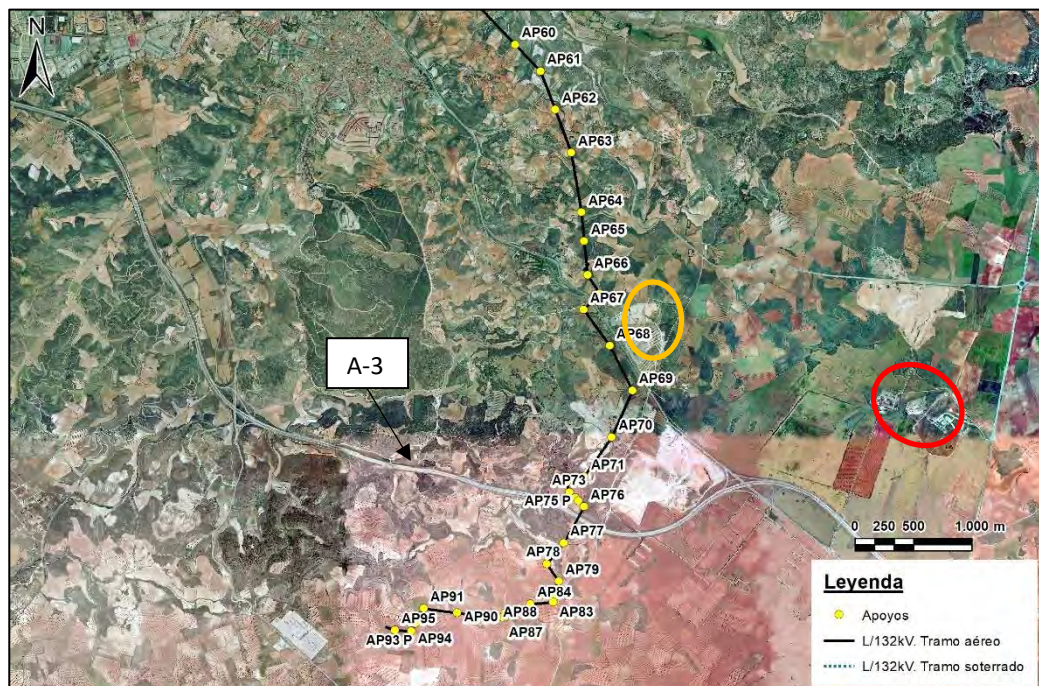 N
AP60
AP61
AP62
AP63
AP64
AP65
AP66
AP67
AP68
A-3
AP69
AP70
AP71
AP73
AP75 P
AP76
AP77
AP78
AP79
AP84
AP83
AP91
AP90
AP88
AP87
AP95
AP93 P
AP94
0 250 500 1.000 m
Leyenda
Apoyos
L/132kV. Tramo aéreo
L/132kV. Tramo soterrado